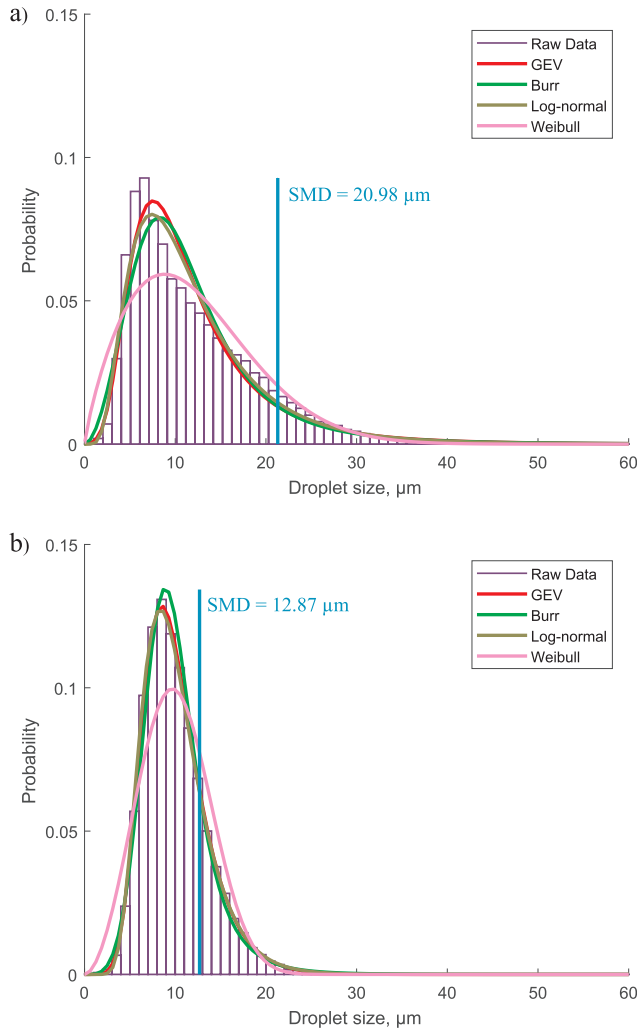 a)
0.15
0.1
0.05
0
Probability
Raw Data
GEV
Burr
Log-normal
Weibull
SMD = 20.98 µm
0 10 20 30 40 50 60
Droplet size, µm
b)
0.15
0.1
0.05
0
Probability
Raw Data
GEV
Burr
Log-normal
Weibull
SMD = 12.87 µm
0 10 20 30 40 50 60
Droplet size, µm